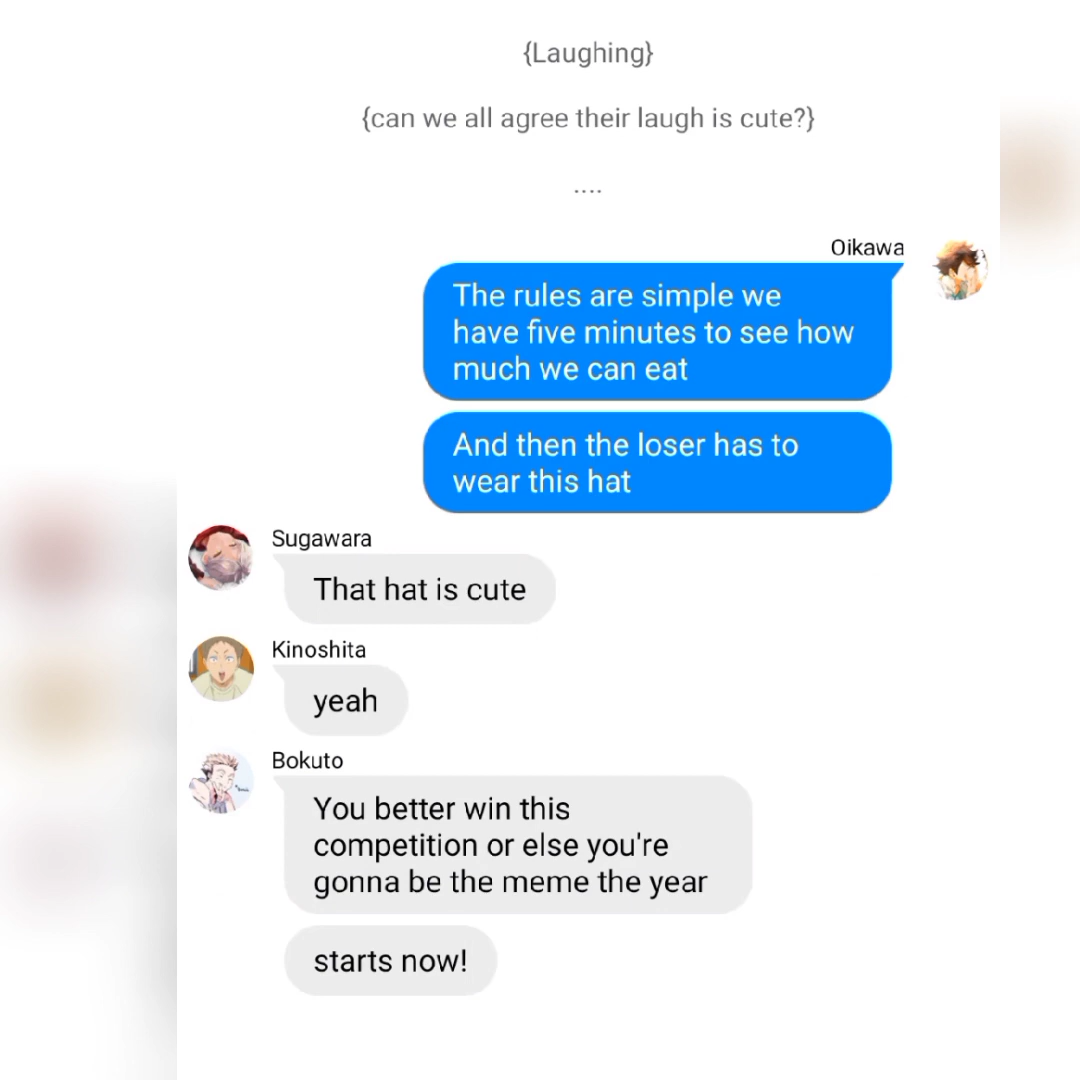 {Laughing}
{can we all agree their laugh is cute?}
....
Oikawa
The rules are simple we
have five minutes to see how
much we can eat
And then the loser has to
wear this hat
Sugawara
That hat is cute
Kinoshita
yeah
Bokuto
You better win this
competition or else you're
gonna be the meme the year
starts now!